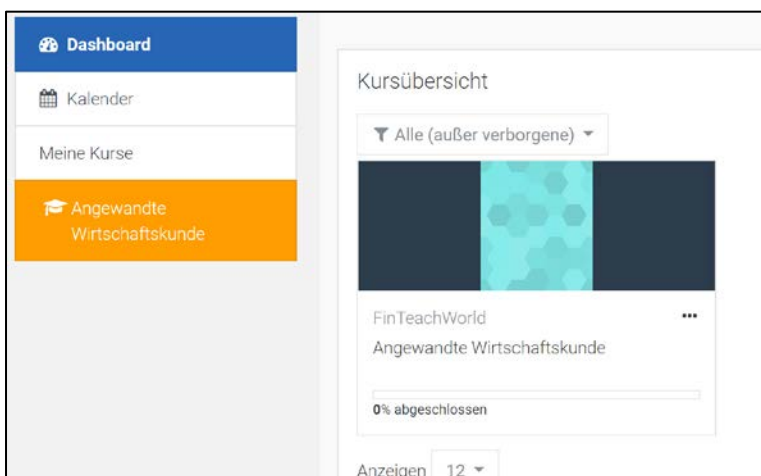 Dashboard
Kalender
Meine Kurse
Angewandte
Wirtschaftskunde
Kursübersicht
Alle (außer verborgene)
FinTeachWorld
Angewandte Wirtschaftskunde
0% abgeschlossen
Anzeigen 12